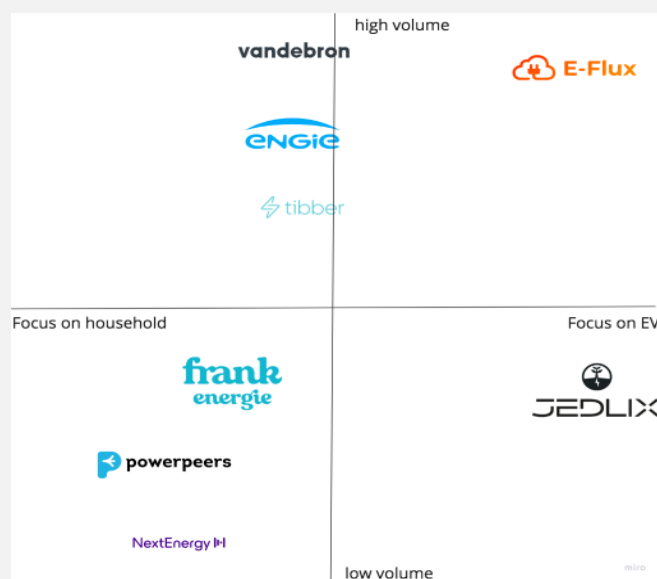 high volume
vandebron
E-Flux
ENGIE
tibber
Focus on household
Focus on EV
frank
energie
JEDLIX
powerpeers
NextEnergy
low volume
miro